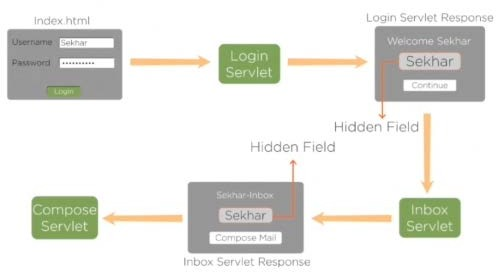 Index.html
Username Sekhar
Password ••••••••••
Login
Login
Servlet
Login Servlet Response
Welcome Sekhar
Sekhar
Continue
Hidden Field
Hidden Field
Inbox
Servlet
Sekhar-Inbox
Sekhar
Compose Mail
Inbox Servlet Response
Compose
Servlet